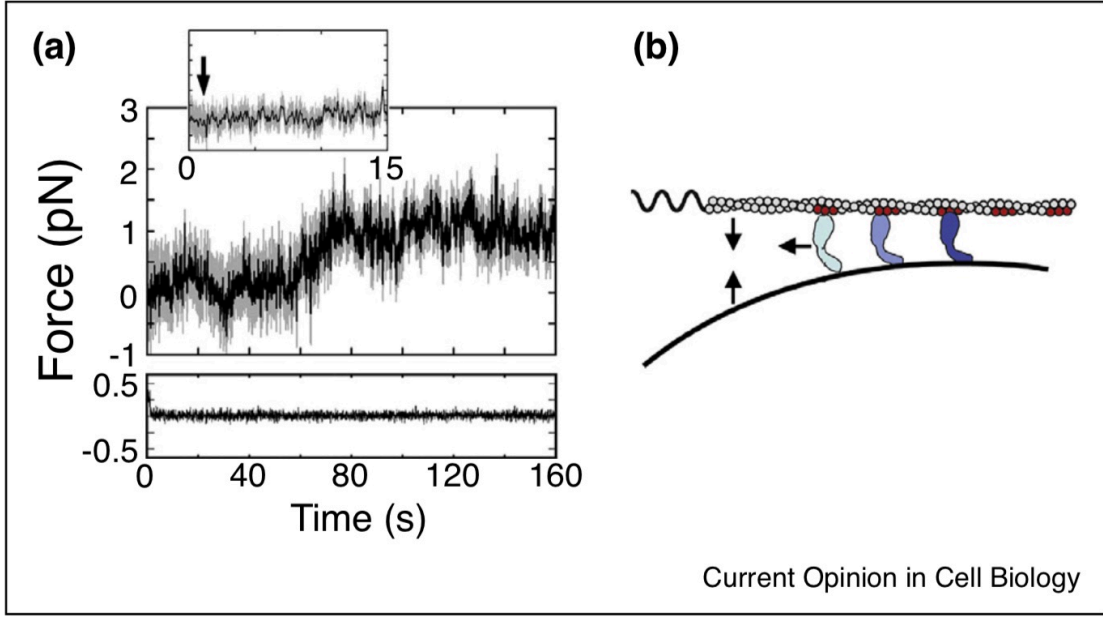 (a)
(b)
0 15
3
2
1
0
-1
Force (pN)
0.5
-0.5
0 40 80 120 160
Time (s)
Current Opinion in Cell Biology